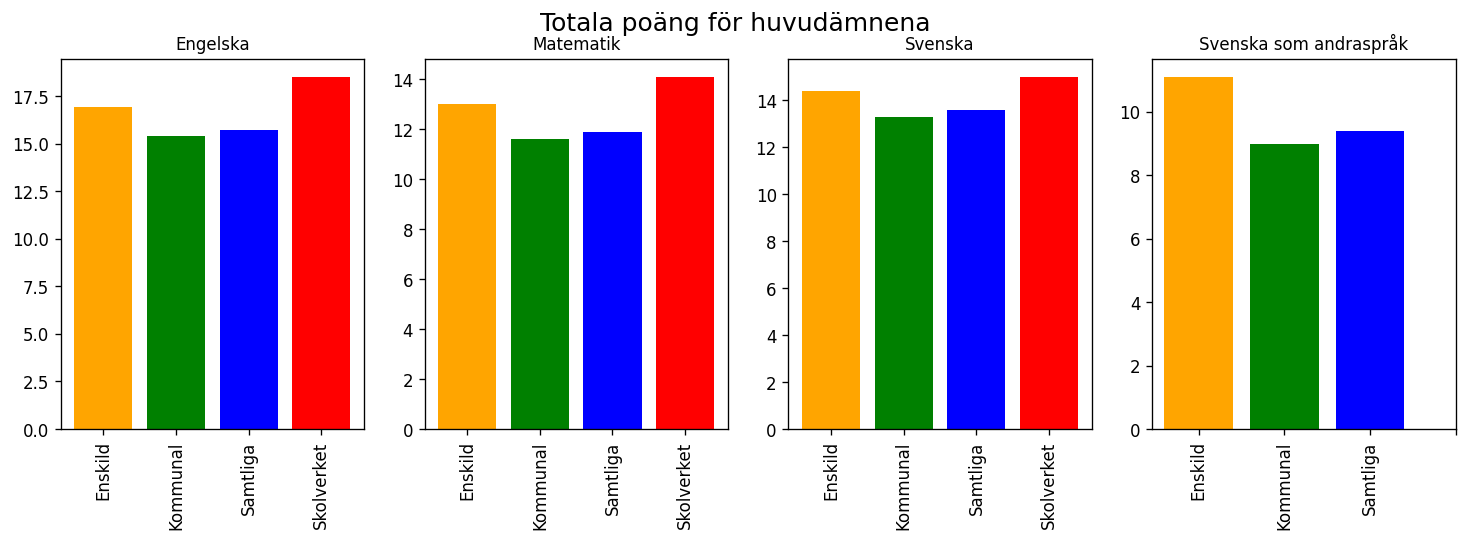 Totala poäng för huvudämnena
Engelska
17.5
15.0
12.5
10.0
7.5
5.0
2.5
0.0
Enskild
Kommunal
Samtliga
Skolverket
Matematik
14
12
10
8
6
4
2
0
Enskild
Kommunal
Samtliga
Skolverket
Svenska
14
12
10
8
6
4
2
0
Enskild
Kommunal
Samtliga
Skolverket
Svenska som andraspråk
10
8
6
4
2
0
Enskild
Kommunal
Samtliga